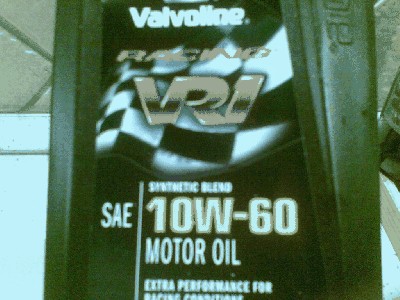 Valvoline
RACING
VR1
SYNTHETIC BLEND
SAE 10W-60
MOTOR OIL
EXTRA PERFORMANCE FOR
RACING CONDITIONS